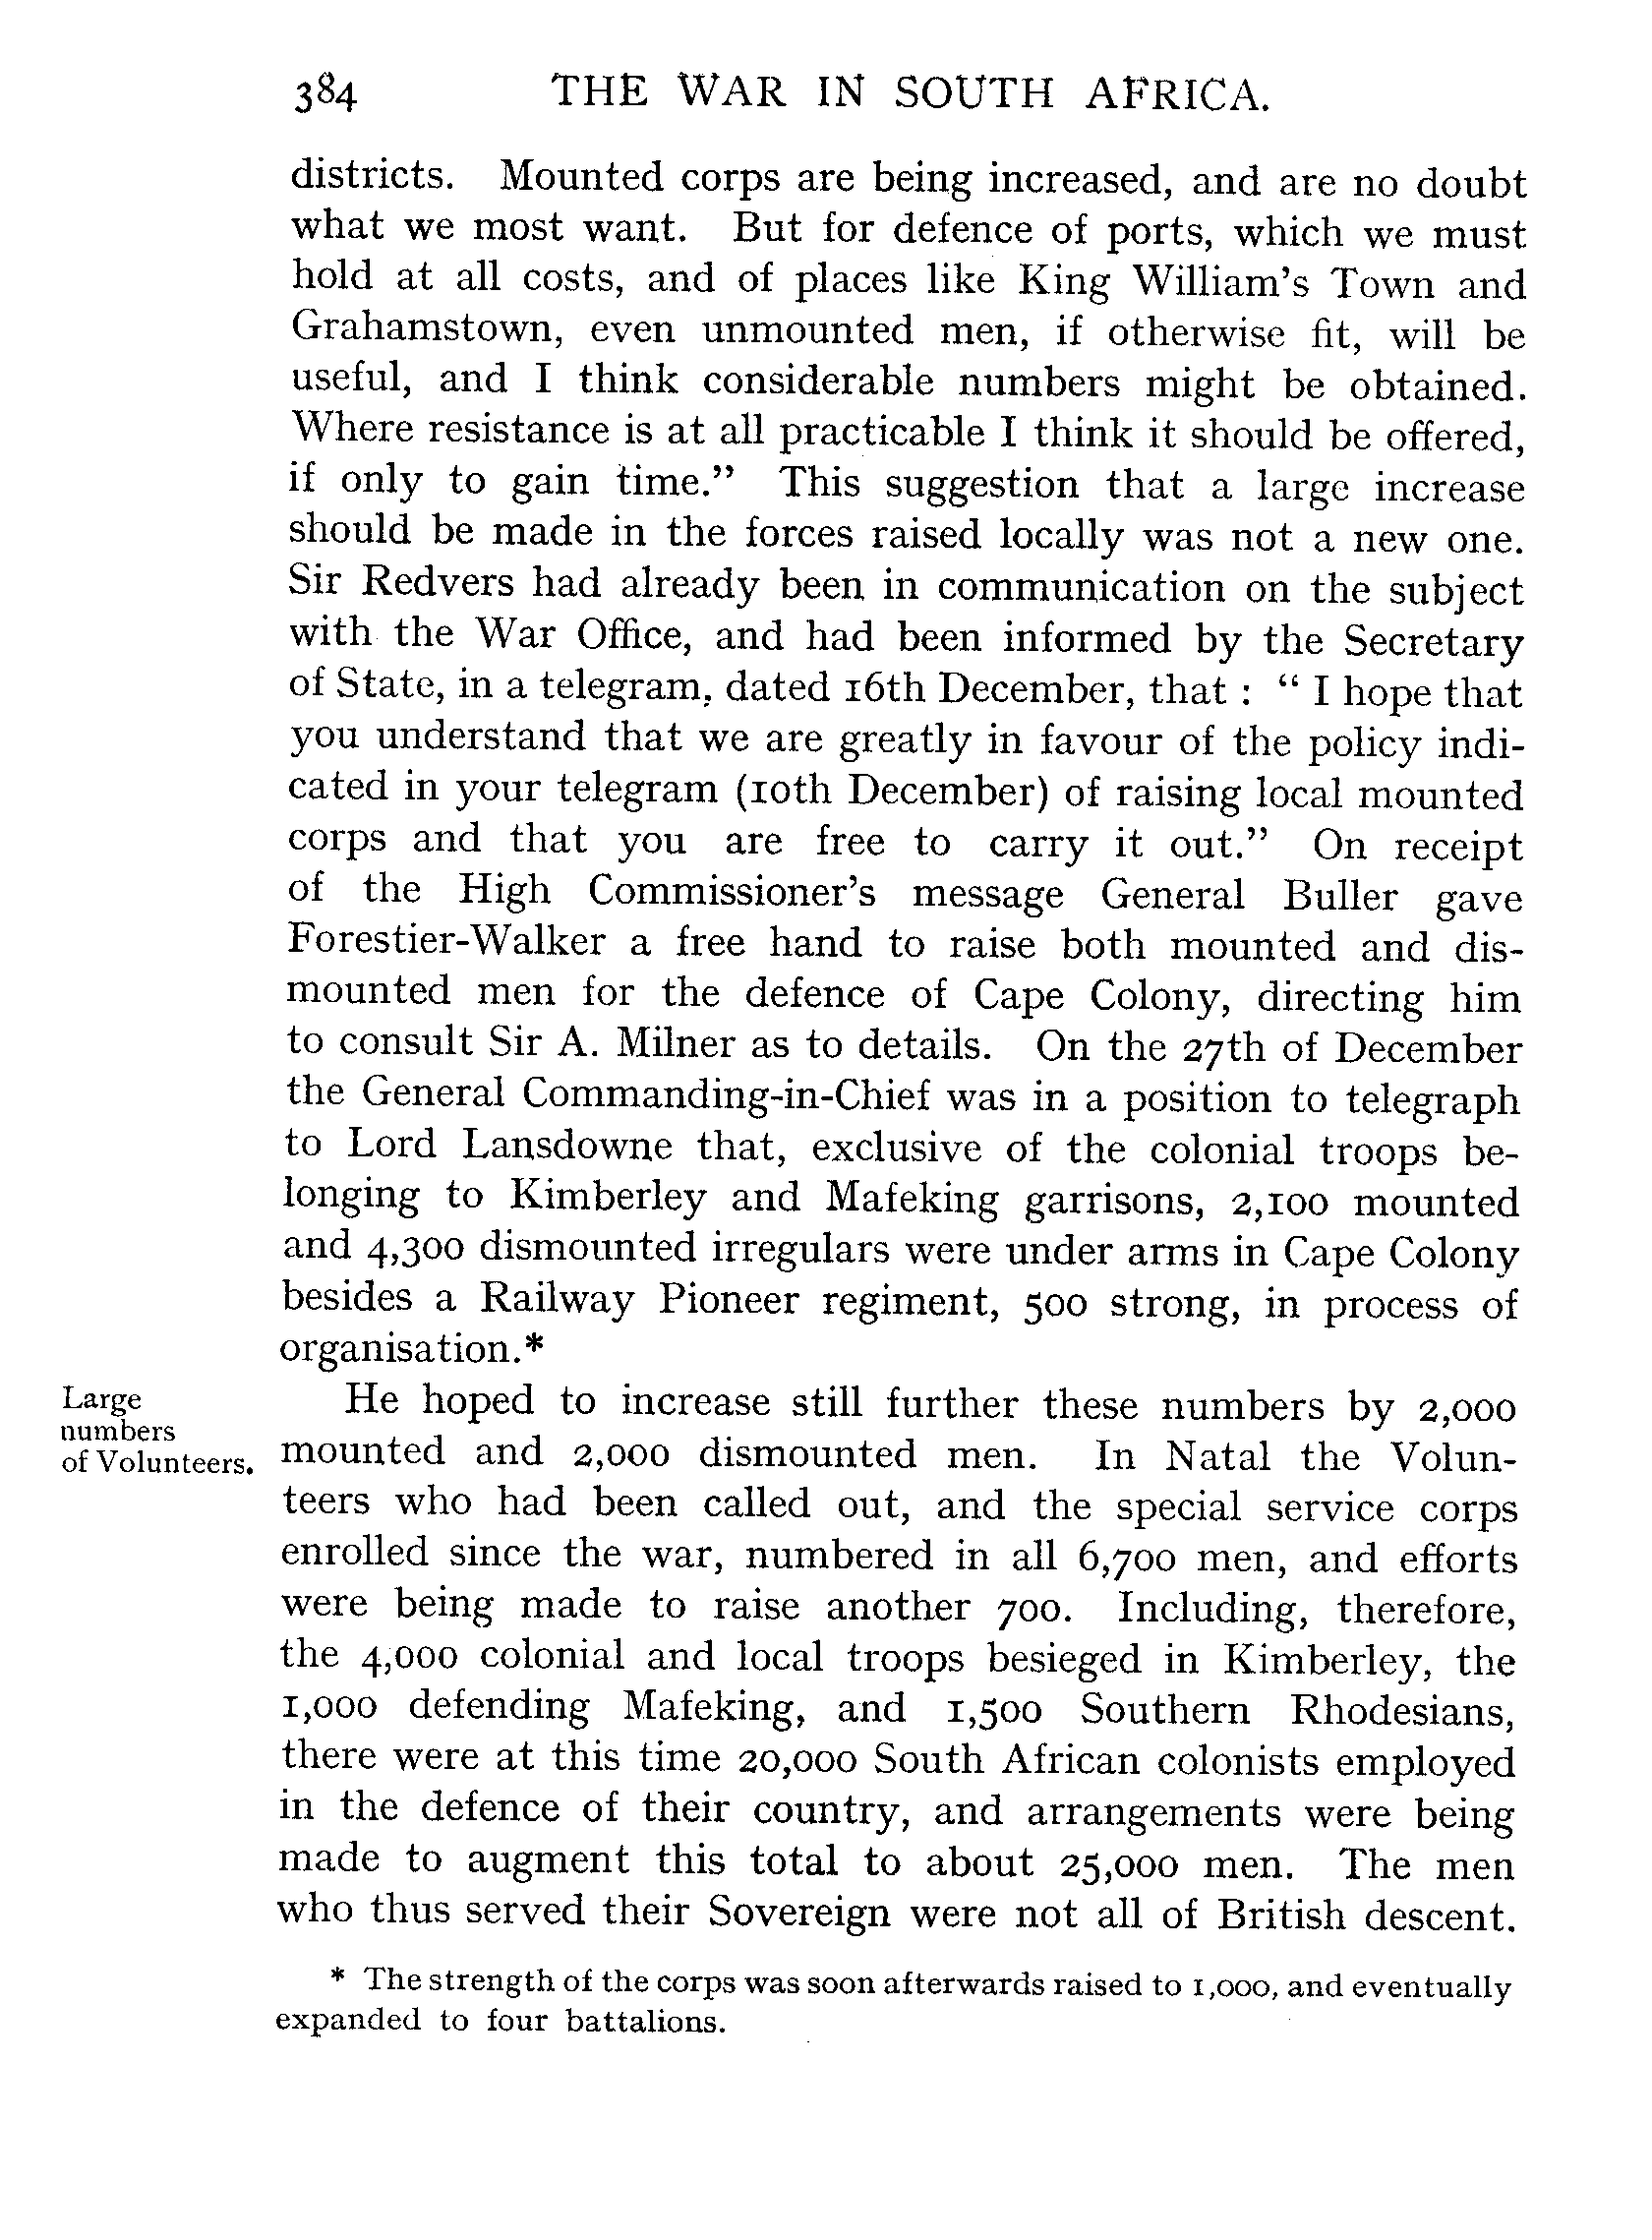 384 THE WAR IN SOUTH AFRICA.
districts. Mounted corps are being increased, and are no doubt
what we most want. But for defence of ports, which we must
hold at all costs, and of places like King William's Town and
Grahamstown, even unmounted men, if otherwise fit, will be
useful, and I think considerable numbers might be obtained.
Where resistance is at all practicable I think it should be offered,
if only to gain time." This suggestion that a large increase
should be made in the forces raised locally was not a new one.
Sir Redvers had already been in communication on the subject
with the War Office, and had been informed by the Secretary
of State, in a telegram, dated 16th December, that : " I hope that
you understand that we are greatly in favour of the policy indi-
cated in your telegram (10th December) of raising local mounted
corps and that you are free to carry it out." On receipt
of the High Commissioner's message General Buller gave
Forestier-Walker a free hand to raise both mounted and dis-
mounted men for the defence of Cape Colony, directing him
to consult Sir A. Milner as to details. On the 27th of December
the General Commanding-in-Chief was in a position to telegraph
to Lord Lansdowne that, exclusive of the colonial troops be-
longing to Kimberley and Mafeking garrisons, 2,100 mounted
and 4,300 dismounted irregulars were under arms in Cape Colony
besides a Railway Pioneer regiment, 500 strong, in process of
organisation.*
Large
numbers
of Volunteers.
He hoped to increase still further these numbers by 2,000
mounted and 2,000 dismounted men. In Natal the Volun-
teers who had been called out, and the special service corps
enrolled since the war, numbered in all 6,700 men, and efforts
were being made to raise another 700. Including, therefore,
the 4,000 colonial and local troops besieged in Kimberley, the
1,000 defending Mafeking, and 1,500 Southern Rhodesians,
there were at this time 20,000 South African colonists employed
in the defence of their country, and arrangements were being
made to augment this total to about 25,000 men. The men
who thus served their Sovereign were not all of British descent.
* The strength of the corps was soon afterwards raised to 1,000, and eventually
expanded to four battalions.